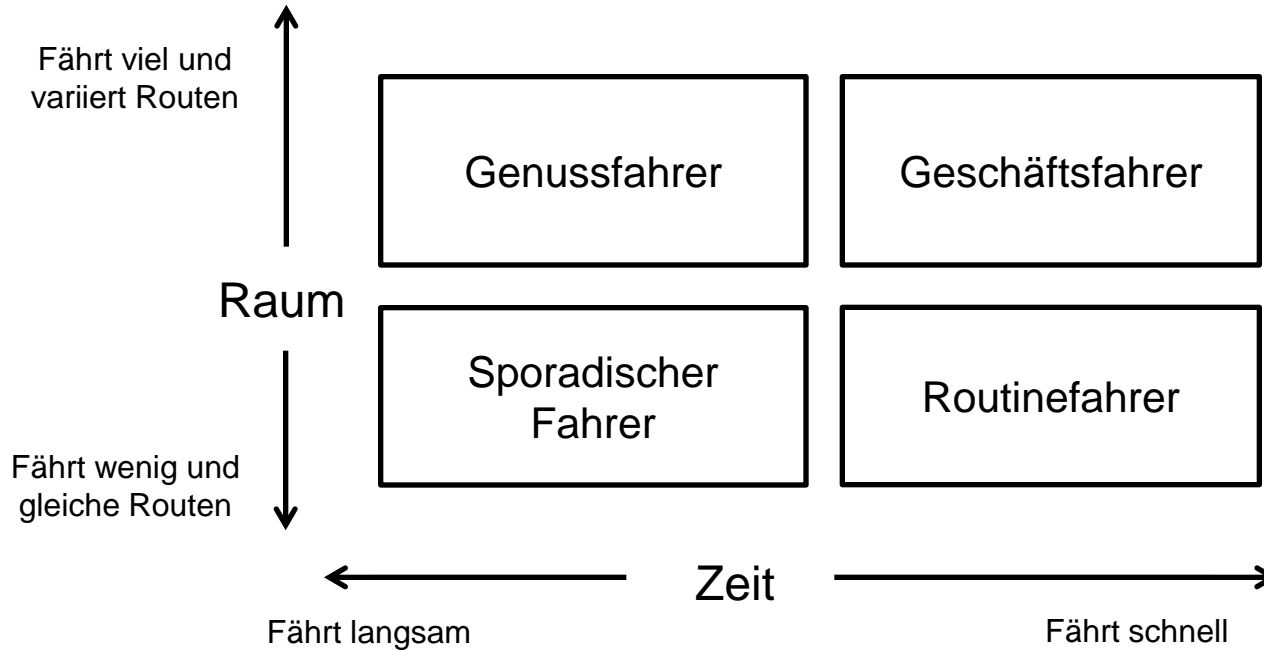 Fährt viel und
variiert Routen
Genussfahrer
Geschäftsfahrer
Raum
Sporadischer
Fahrer
Routinefahrer
Fährt wenig und
gleiche Routen
Zeit
Fährt langsam
Fährt schnell